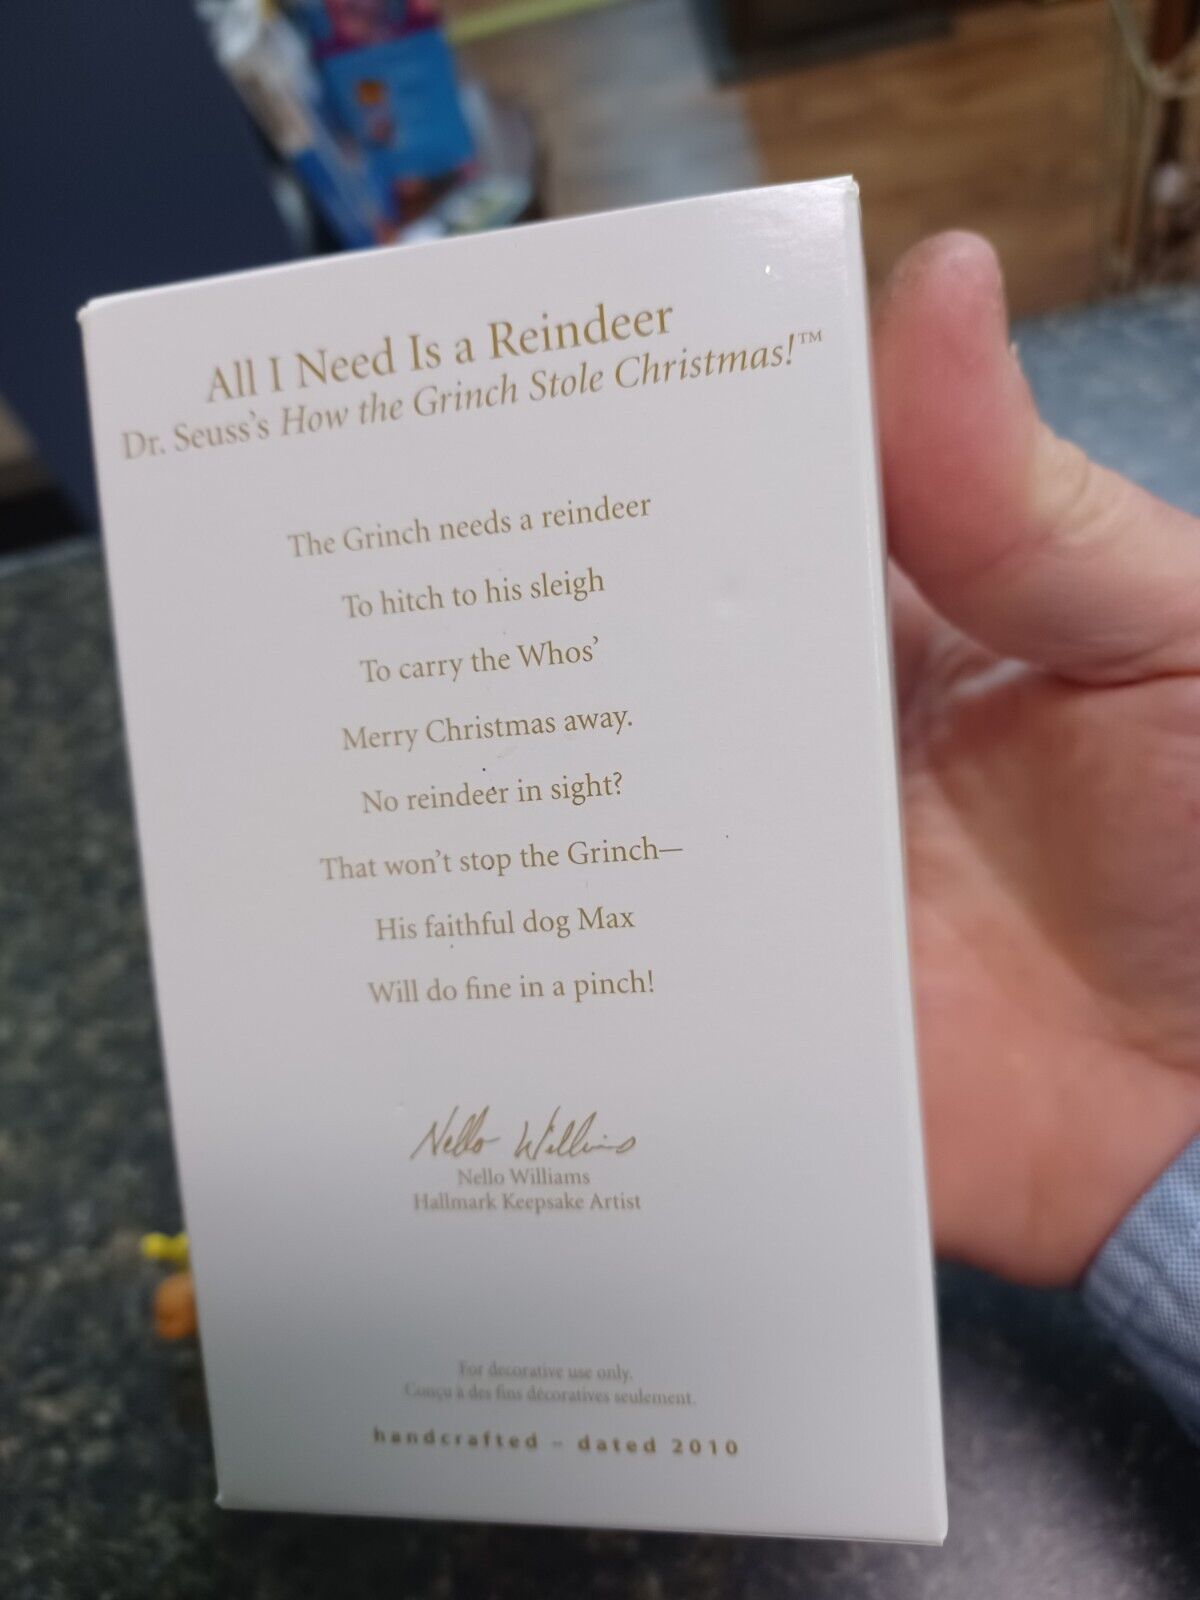 All I Need Is a Reindeer
Dr. Seuss's How the Grinch Stole Christmas!™
The Grinch needs a reindeer
To hitch to his sleigh
To carry the Whos'
Merry Christmas away.
No reindeer in sight?
That won't stop the Grinch—
His faithful dog Max
Will do fine in a pinch!
Nello Williams
Nello Williams
Hallmark Keepsake Artist
For decorative use only.
Conçu à des fins décoratives seulement.
handcrafted – dated 2010